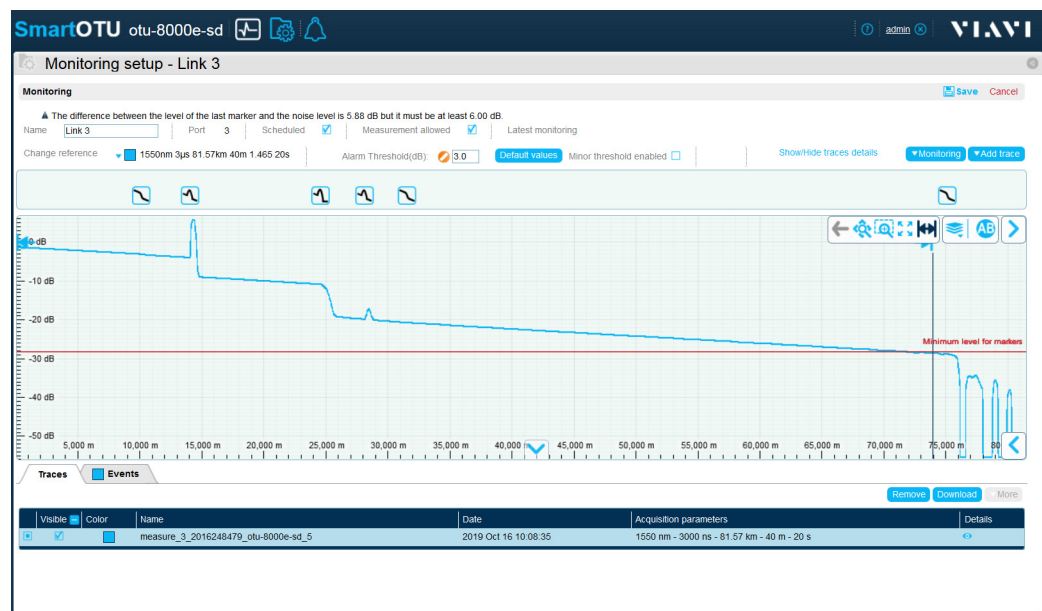 SmartOTU otu-8000e-sd
admin
VIAVI
Monitoring setup - Link 3
Monitoring
Save Cancel
The difference between the level of the last marker and the noise level is 5.88 dB but it must be at least 6.00 dB.
Name Link 3 Port 3 Scheduled Measurement allowed Latest monitoring
Change reference 1550nm 3µs 81.57km 40m 1.465 20s Alarm Threshold(dB): 3.0 Default values Minor threshold enabled Show/Hide traces details Monitoring Add trace
AB
0 dB
-10 dB
-20 dB
Minimum level for markers
-30 dB
-40 dB
-50 dB
5,000 m 10,000 m 15,000 m 20,000 m 25,000 m 30,000 m 35,000 m 40,000 45,000 m 50,000 m 55,000 m 60,000 m 65,000 m 70,000 m 75,000 m 80
Traces Events
Remove Download More
Visible Color Name Date Acquisition parameters Details
measure_3_2016248479_otu-8000e-sd_5 2019 Oct 16 10:08:35 1550 nm - 3000 ns - 81.57 km - 40 m - 20 s